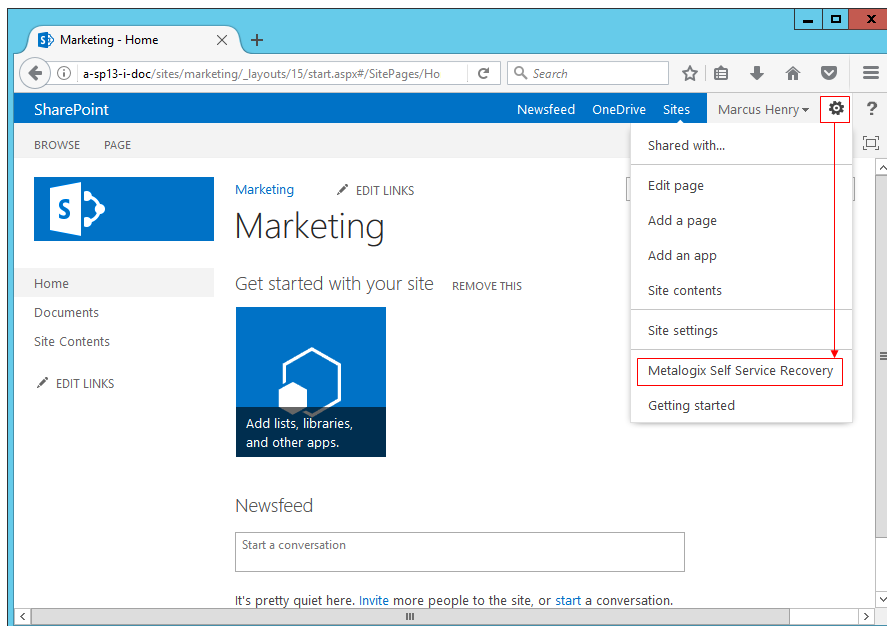 Marketing - Home
a-sp13-i-doc/sites/marketing/_layouts/15/start.aspx#/SitePages/Ho
Search
SharePoint
Newsfeed OneDrive Sites Marcus Henry ?
BROWSE PAGE
Shared with...
Edit page
Add a page
Add an app
Site contents
Site settings
Metalogix Self Service Recovery
Getting started
S
Marketing EDIT LINKS
Marketing
Home
Documents
Site Contents
EDIT LINKS
Get started with your site REMOVE THIS
Add lists, libraries,
and other apps.
Newsfeed
Start a conversation
It's pretty quiet here. Invite more people to the site, or start a conversation.